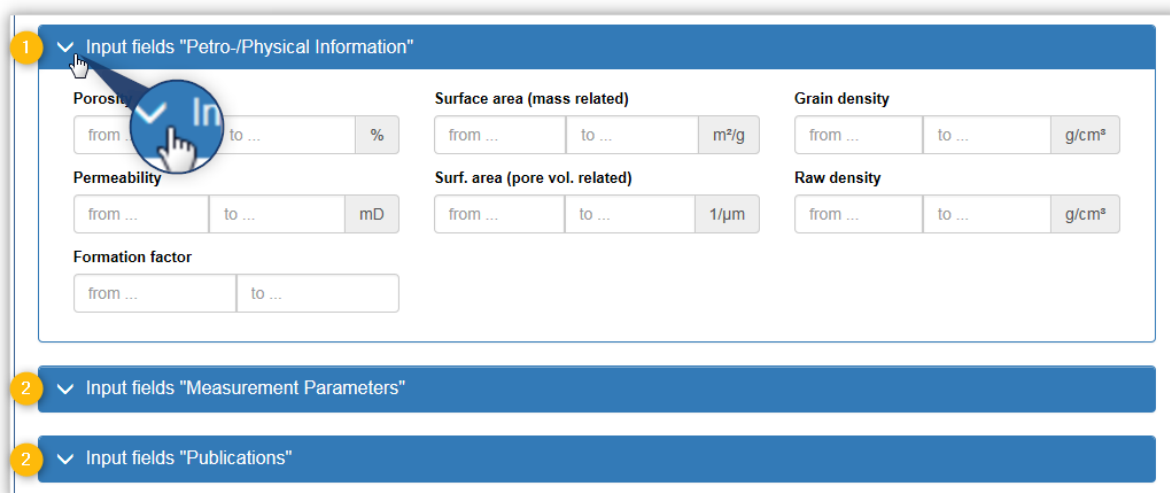 1 Input fields "Petro-/Physical Information"
In
Porosity Surface area (mass related) Grain density
from ... to ... % from ... to ... m²/g from ... to ... g/cm³
Permeability Surf. area (pore vol. related) Raw density
from ... to ... mD from ... to ... 1/µm from ... to ... g/cm³
Formation factor
from ... to ...
2 Input fields "Measurement Parameters"
2 Input fields "Publications"